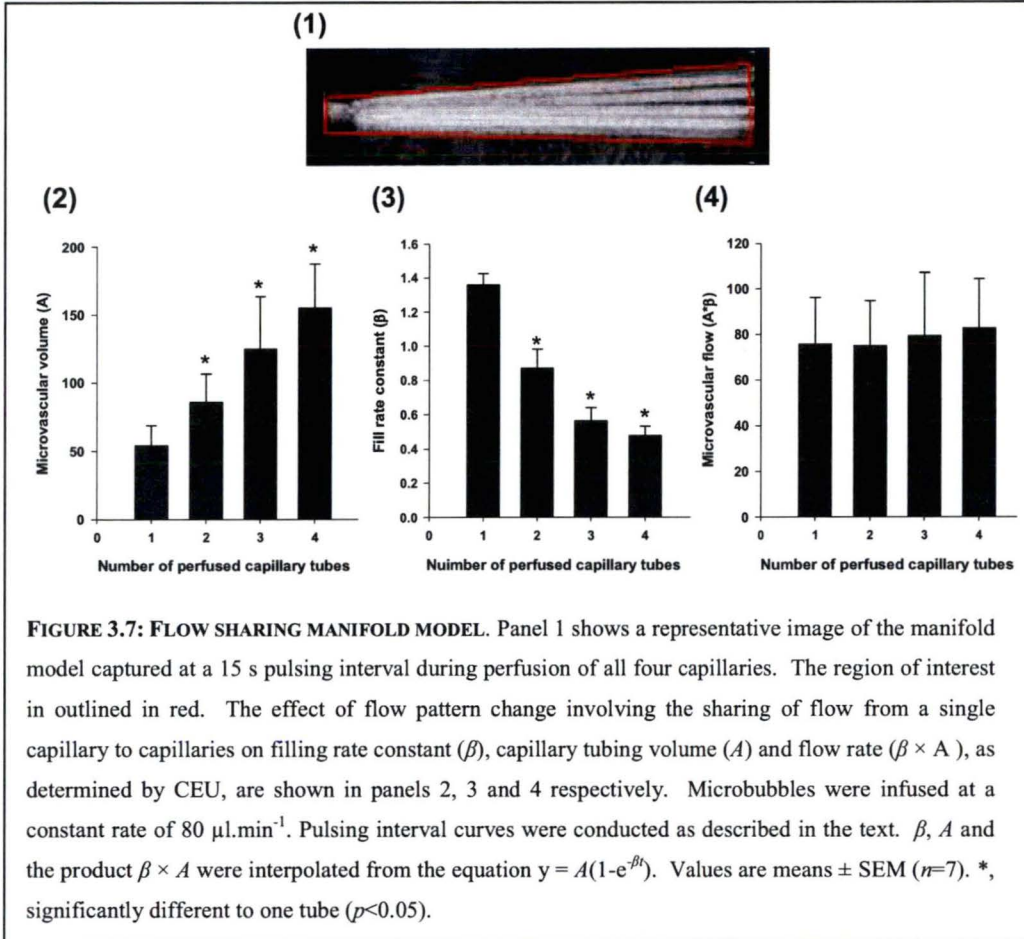 (1)
(2)
(3)
(4)
Microvascular volume (A)
200
150
100
50
0
*
*
*
0 1 2 3 4
Number of perfused capillary tubes
Fill rate constant (β)
1.6
1.4
1.2
1.0
0.8
0.6
0.4
0.2
0.0
*
*
*
0 1 2 3 4
Nuimber of perfused capillary tubes
Microvascular flow (A*β)
120
100
80
60
40
20
0
0 1 2 3 4
Number of perfused capillary tubes
FIGURE 3.7: FLOW SHARING MANIFOLD MODEL. Panel 1 shows a representative image of the manifold
model captured at a 15 s pulsing interval during perfusion of all four capillaries. The region of interest
in outlined in red. The effect of flow pattern change involving the sharing of flow from a single
capillary to capillaries on filling rate constant (β), capillary tubing volume (A) and flow rate (β × A ), as
determined by CEU, are shown in panels 2, 3 and 4 respectively. Microbubbles were infused at a
constant rate of 80 µl.min⁻¹. Pulsing interval curves were conducted as described in the text. β, A and
the product β × A were interpolated from the equation y = A(1-e^-βt). Values are means ± SEM (n=7). *,
significantly different to one tube (p<0.05).